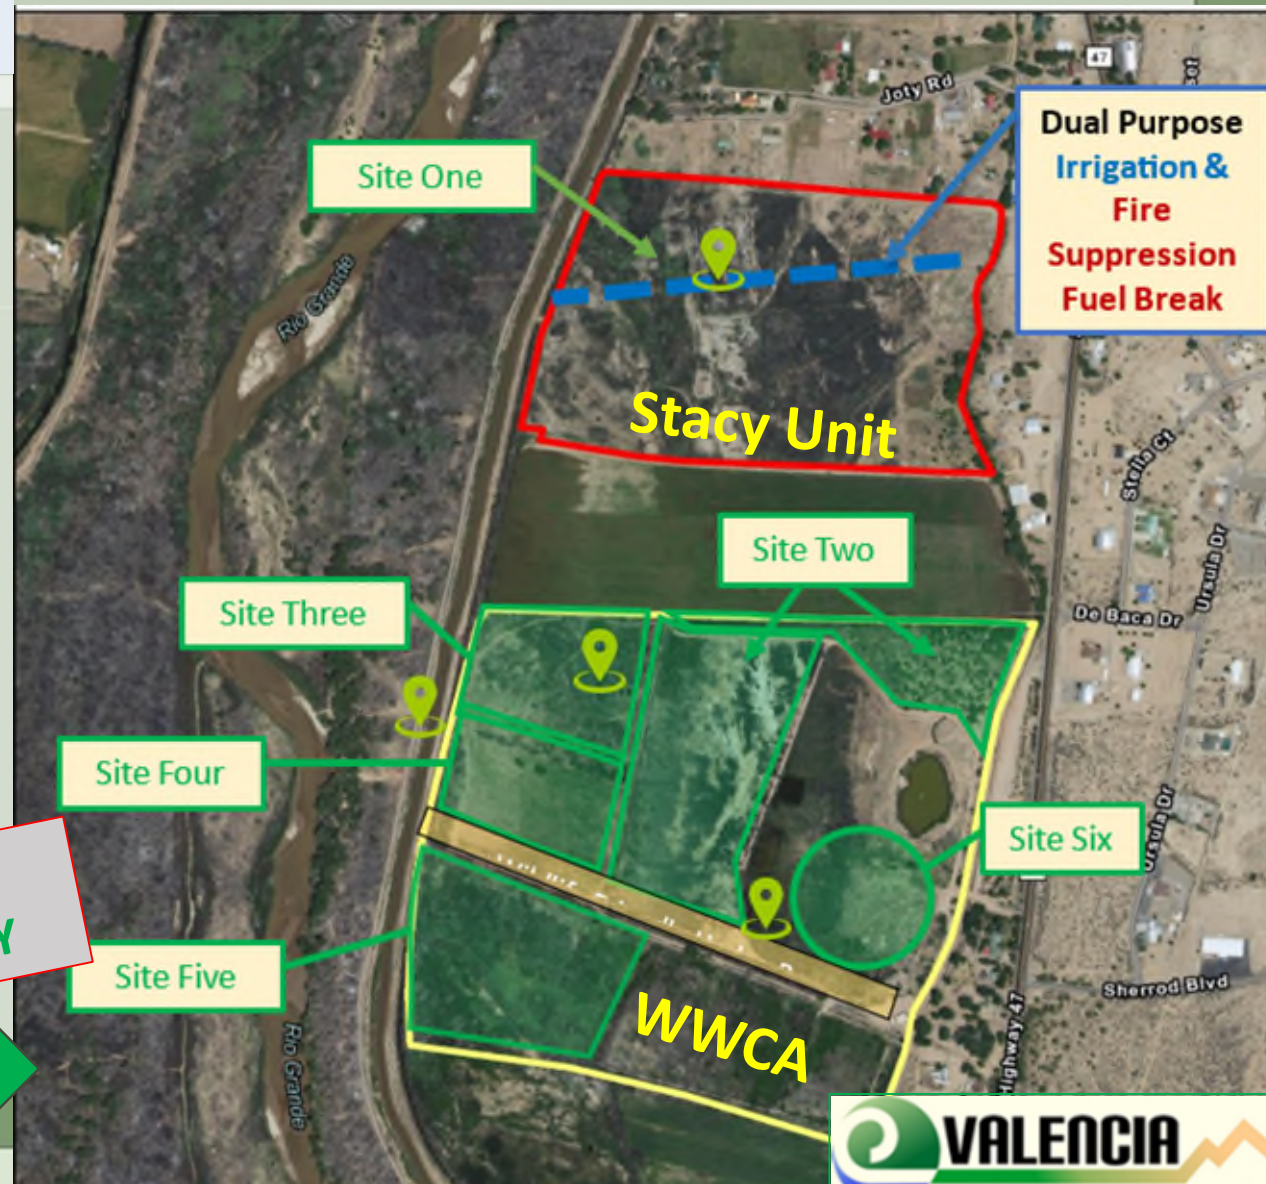 47
Joty Rd
set
Dual Purpose
Irrigation &
Fire
Suppression
Fuel Break
Site One
Rio Grande
Stacy Unit
Stella Ct
Site Two
Ursula Dr
De Baca Dr
Site Three
Site Four
Ursula Dr
Site Six
Y
Site Five
Sherrod Blvd
WWCA
Highway 47
Rio Grande
VALENCIA